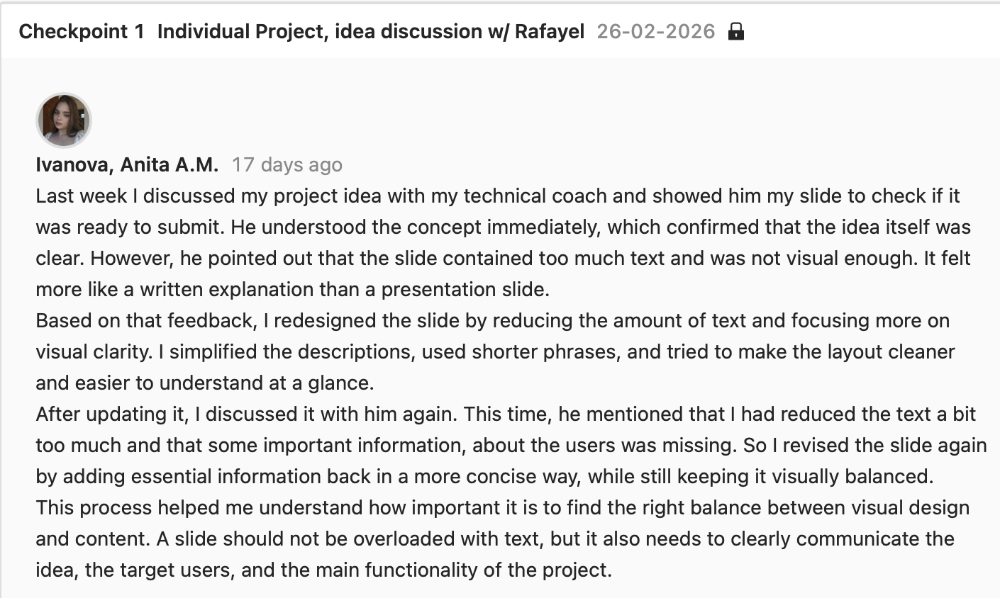 Checkpoint 1 Individual Project, idea discussion w/ Rafayel 26-02-2026
Ivanova, Anita A.M. 17 days ago
Last week I discussed my project idea with my technical coach and showed him my slide to check if it
was ready to submit. He understood the concept immediately, which confirmed that the idea itself was
clear. However, he pointed out that the slide contained too much text and was not visual enough. It felt
more like a written explanation than a presentation slide.
Based on that feedback, I redesigned the slide by reducing the amount of text and focusing more on
visual clarity. I simplified the descriptions, used shorter phrases, and tried to make the layout cleaner
and easier to understand at a glance.
After updating it, I discussed it with him again. This time, he mentioned that I had reduced the text a bit
too much and that some important information, about the users was missing. So I revised the slide again
by adding essential information back in a more concise way, while still keeping it visually balanced.
This process helped me understand how important it is to find the right balance between visual design
and content. A slide should not be overloaded with text, but it also needs to clearly communicate the
idea, the target users, and the main functionality of the project.